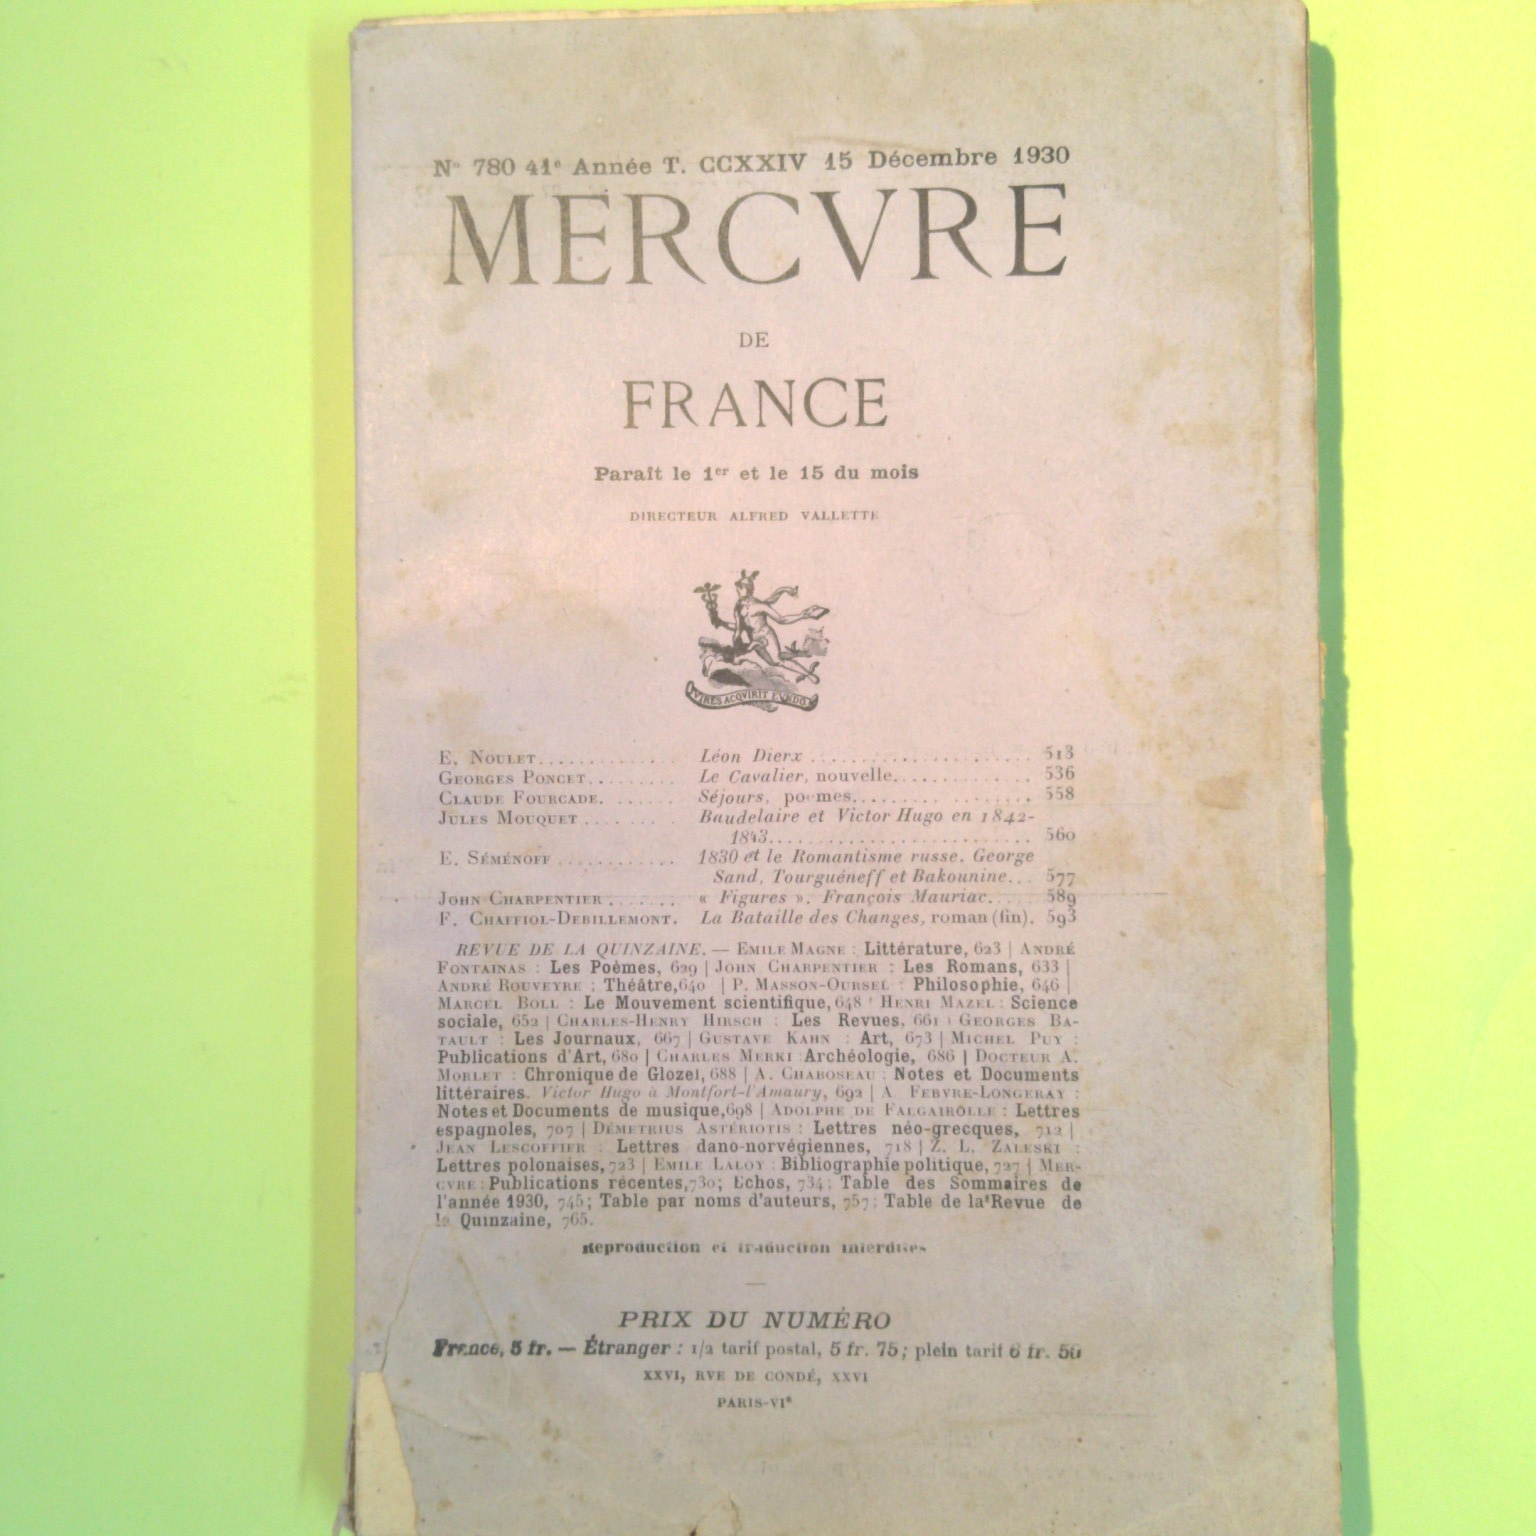 No 780 41e Année T. CCXXIV 15 Décembre 1930
MERCVRE
DE
FRANCE
Paraît le 1er et le 15 du mois
DIRECTEUR ALFRED VALLETTE
VIRES ACQVIRIT EVNDO
E. NOULET............. Léon Dierx ..................... 513
GEORGES PONCET......... Le Cavalier, nouvelle............. 536
CLAUDE FOURCADE. ...... Séjours, poèmes......... ........ 558
JULES MOUQUET ........ Baudelaire et Victor Hugo en 1842-
1843......................... 560
E. SÉMÉNOFF ........... 1830 et le Romantisme russe. George
Sand, Tourguéneff et Bakounine... 577
JOHN CHARPENTIER ....... « Figures ». François Mauriac..... 589
F. CHAFFIOL-DEBILLEMONT. La Bataille des Changes, roman (fin). 593
REVUE DE LA QUINZAINE. — EMILE MAGNE : Littérature, 623 | ANDRÉ
FONTAINAS : Les Poèmes, 629 | JOHN CHARPENTIER : Les Romans, 633 |
ANDRÉ ROUVEYRE : Théâtre, 640 | P. MASSON-OURSEL : Philosophie, 646 |
MARCEL BOLL : Le Mouvement scientifique, 648 | HENRI MAZEL : Science
sociale, 652 | CHARLES-HENRY HIRSCH : Les Revues, 661 | GEORGES BA-
TAULT : Les Journaux, 667 | GUSTAVE KAHN : Art, 673 | MICHEL PUY :
Publications d'Art, 680 | CHARLES MERKI : Archéologie, 686 | DOCTEUR A.
MORLET : Chronique de Glozel, 688 | A. CHABOSEAU : Notes et Documents
littéraires. Victor Hugo à Montfort-l'Amaury, 692 | A. FEBVRE-LONGERAY :
Notes et Documents de musique, 698 | ADOLPHE DE FALGAIROLLE : Lettres
espagnoles, 707 | DÉMETRIUS ASTÉRIOTIS : Lettres néo-grecques, 712 |
JEAN LESCOFFIER : Lettres dano-norvégiennes, 718 | Z. L. ZALESKI :
Lettres polonaises, 723 | EMILE LALOY : Bibliographie politique, 727 | MER-
CVRE : Publications récentes, 730; Echos, 734; Table des Sommaires de
l'année 1930, 745; Table par noms d'auteurs, 757; Table de la Revue de
la Quinzaine, 765.
Reproduction et traduction interdites
PRIX DU NUMÉRO
France, 5 fr. — Étranger : 1/2 tarif postal, 5 fr. 75; plein tarif 6 fr. 50
XXVI, RVE DE CONDÉ, XXVI
PARIS-VIe